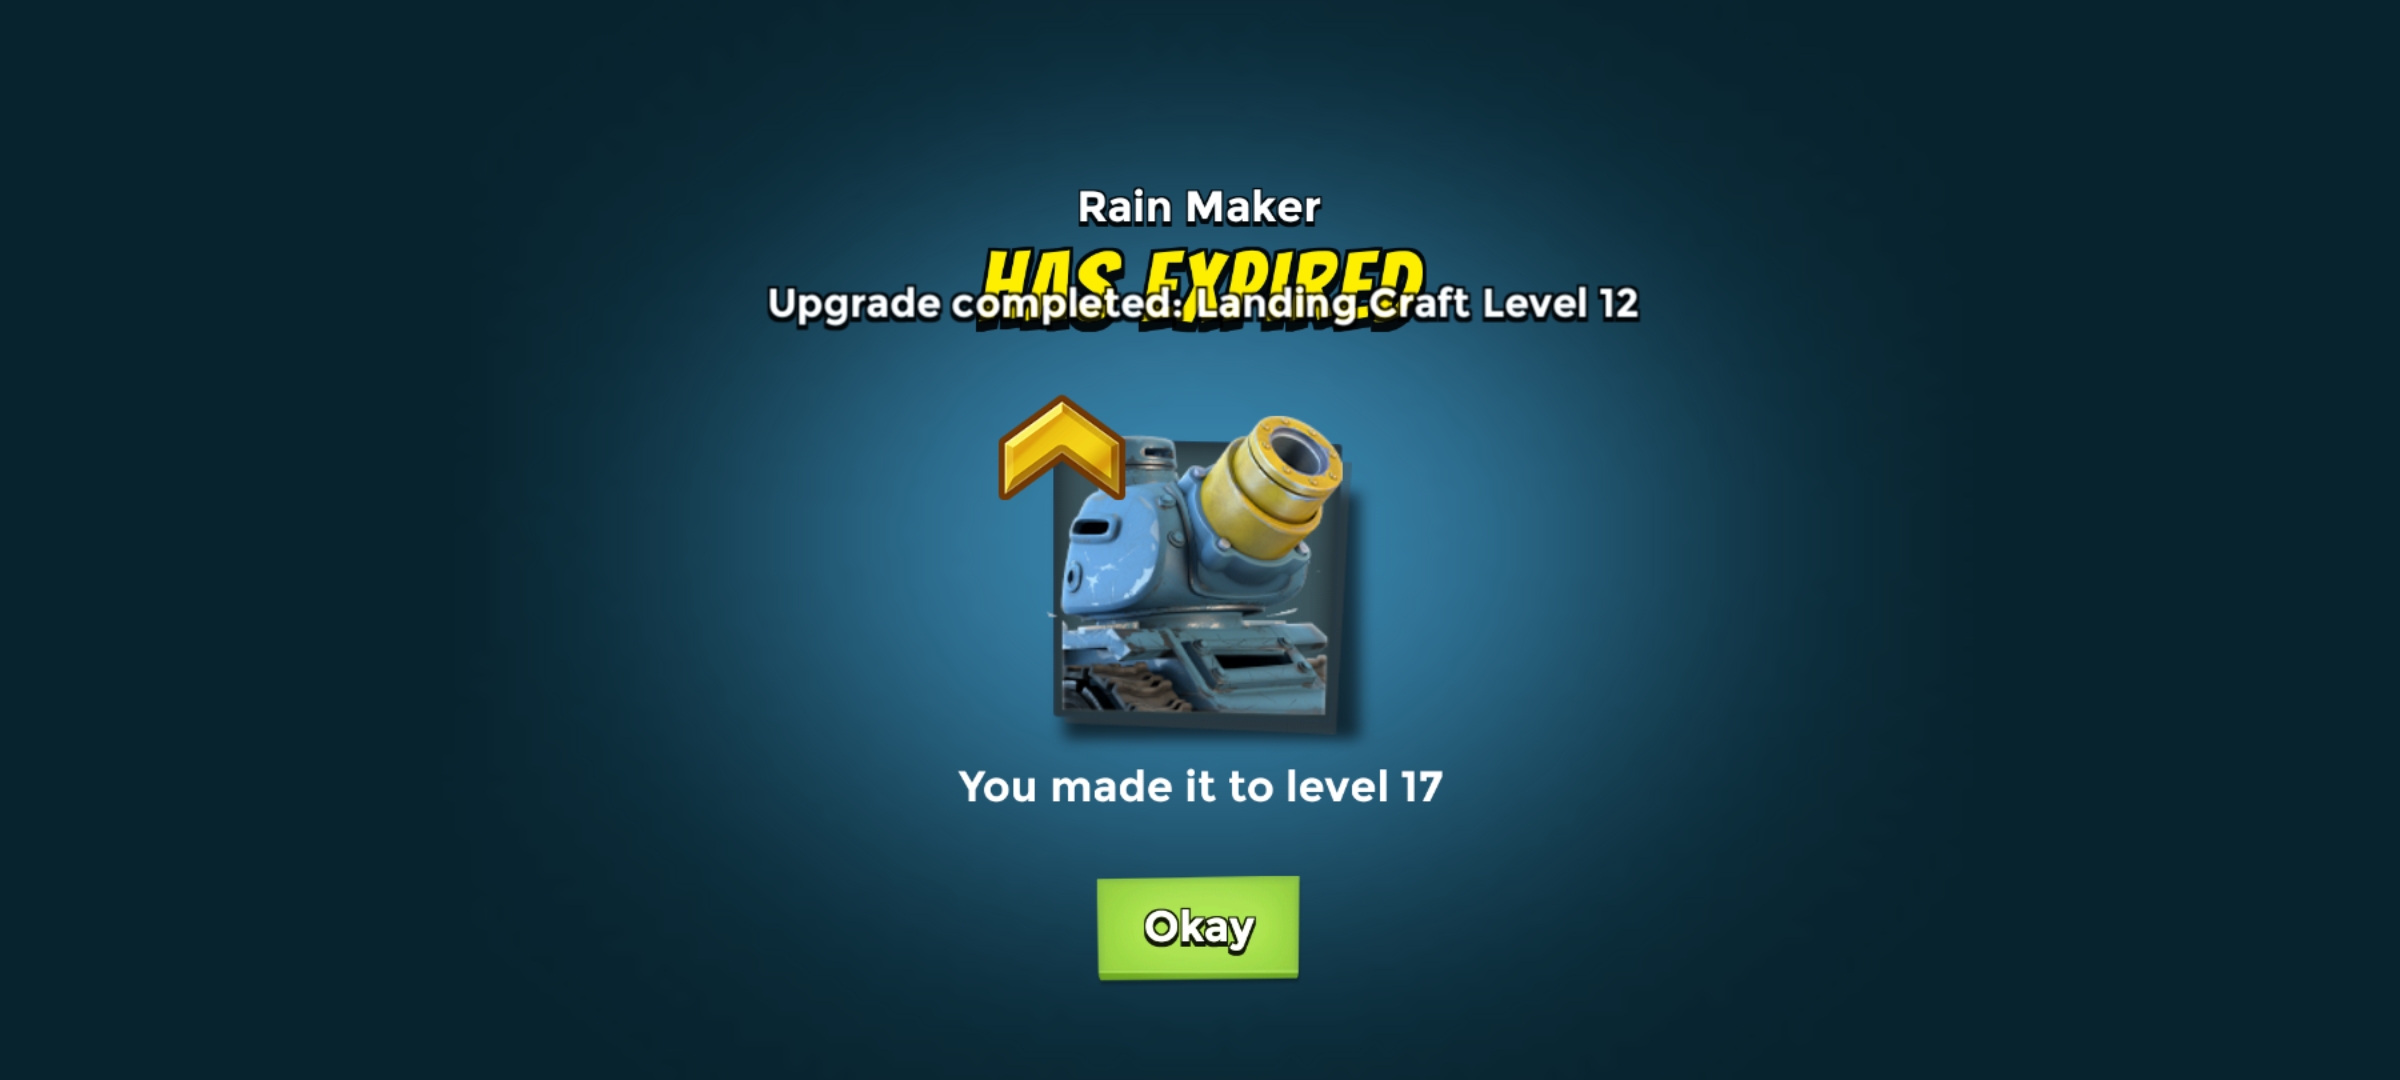 Rain Maker
HAS EXPIRED
Upgrade completed: Landing Craft Level 12
You made it to level 17
Okay